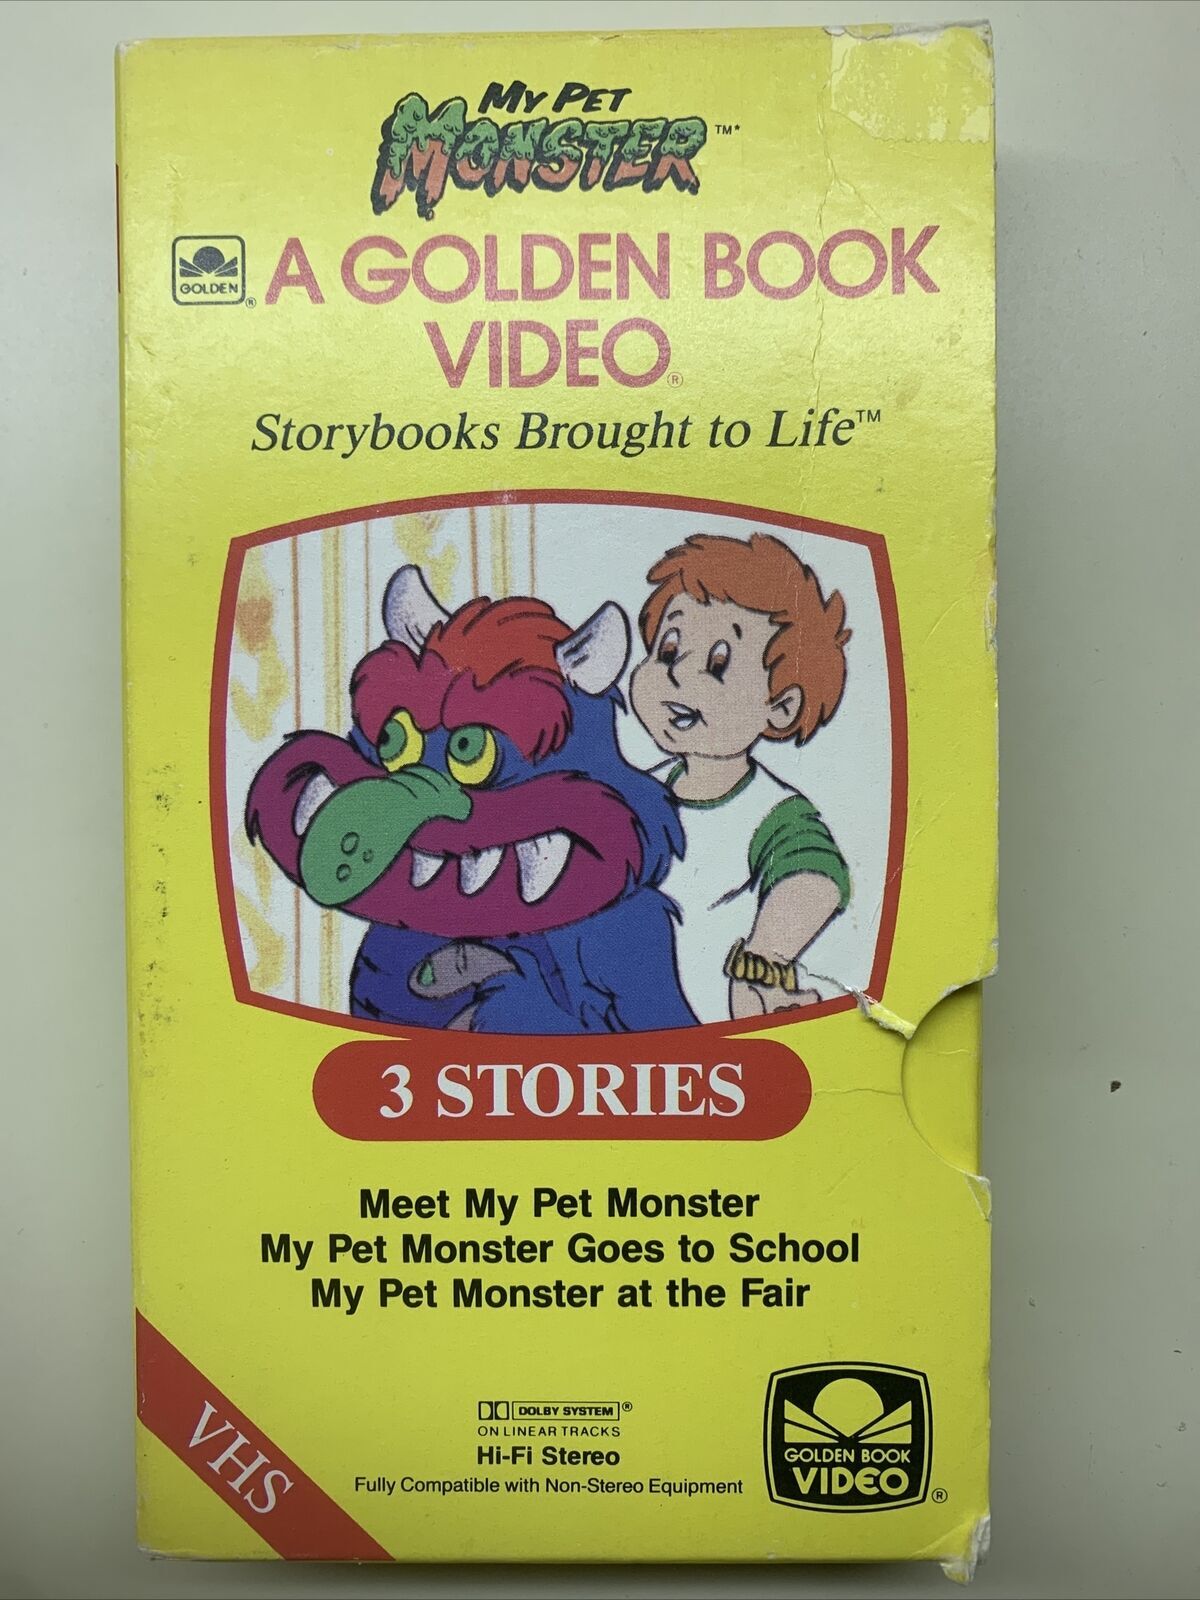 MY PET
MONSTER™*
GOLDEN®
A GOLDEN BOOK
VIDEO®
Storybooks Brought to Life™
3 STORIES
Meet My Pet Monster
My Pet Monster Goes to School
My Pet Monster at the Fair
VHS
DOLBY SYSTEM®
ON LINEAR TRACKS
Hi-Fi Stereo
Fully Compatible with Non-Stereo Equipment
GOLDEN BOOK
VIDEO®